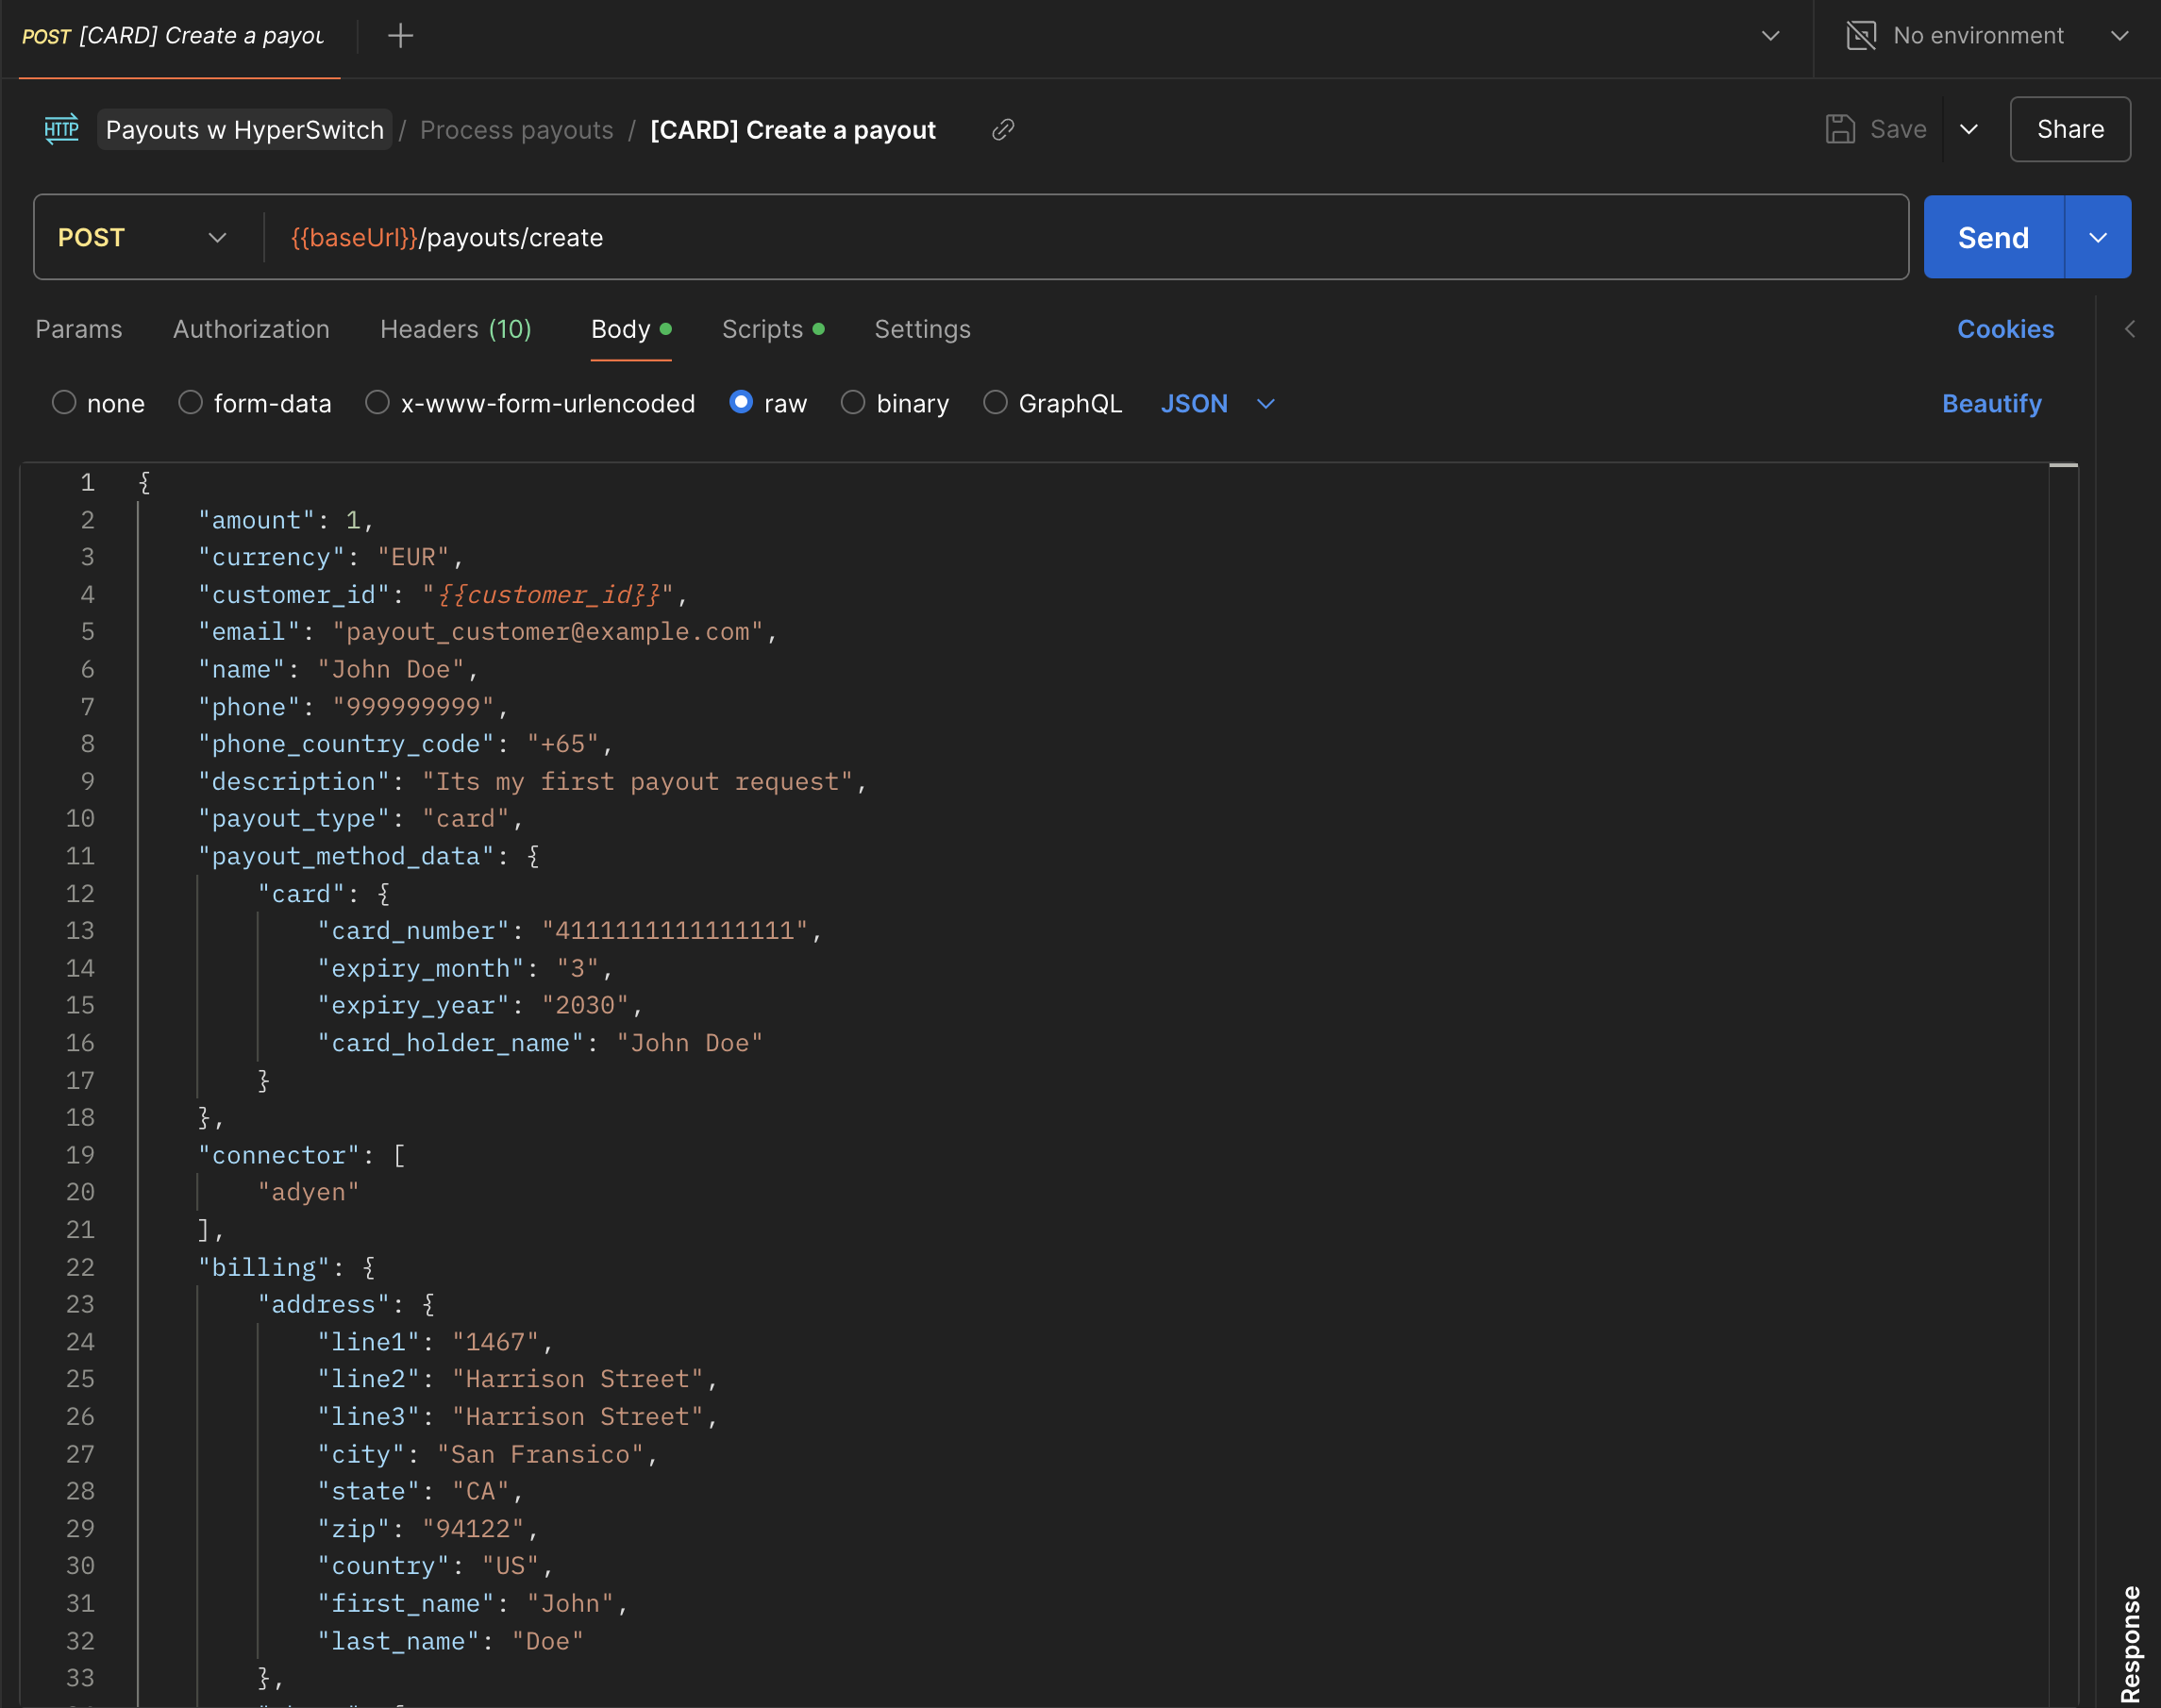 POST [CARD] Create a payou
No environment
HTTP Payouts w HyperSwitch / Process payouts / [CARD] Create a payout
Save
Share
POST
{{baseUrl}}/payouts/create
Send
Params Authorization Headers (10) Body Scripts Settings Cookies
none form-data x-www-form-urlencoded raw binary GraphQL JSON Beautify
1 {
2 "amount": 1,
3 "currency": "EUR",
4 "customer_id": "{{customer_id}}",
5 "email": "payout_customer@example.com",
6 "name": "John Doe",
7 "phone": "999999999",
8 "phone_country_code": "+65",
9 "description": "Its my first payout request",
10 "payout_type": "card",
11 "payout_method_data": {
12 "card": {
13 "card_number": "4111111111111111",
14 "expiry_month": "3",
15 "expiry_year": "2030",
16 "card_holder_name": "John Doe"
17 }
18 },
19 "connector": [
20 "adyen"
21 ],
22 "billing": {
23 "address": {
24 "line1": "1467",
25 "line2": "Harrison Street",
26 "line3": "Harrison Street",
27 "city": "San Fransico",
28 "state": "CA",
29 "zip": "94122",
30 "country": "US",
31 "first_name": "John",
32 "last_name": "Doe"
33 },
Response